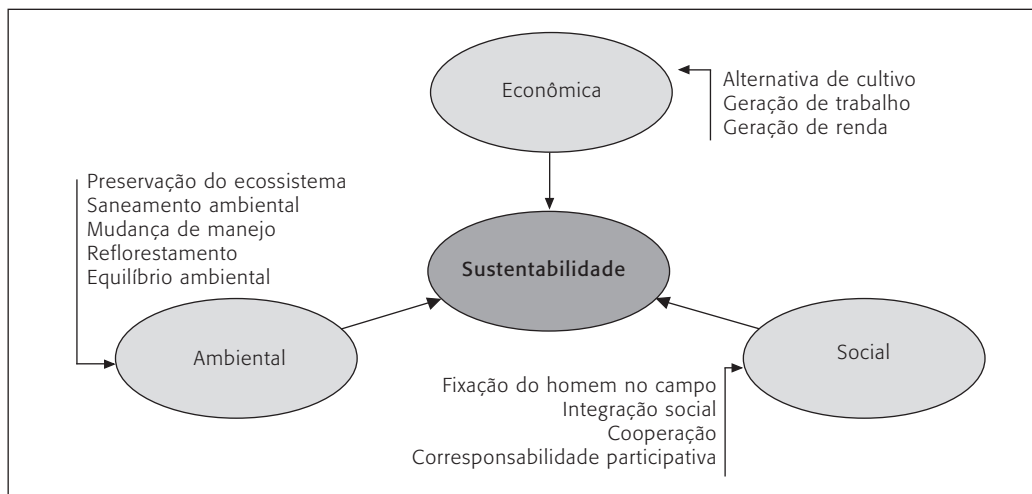 Econômica
Alternativa de cultivo
Geração de trabalho
Geração de renda
Preservação do ecossistema
Saneamento ambiental
Mudança de manejo
Reflorestamento
Equilíbrio ambiental
Sustentabilidade
Ambiental
Social
Fixação do homem no campo
Integração social
Cooperação
Corresponsabilidade participativa